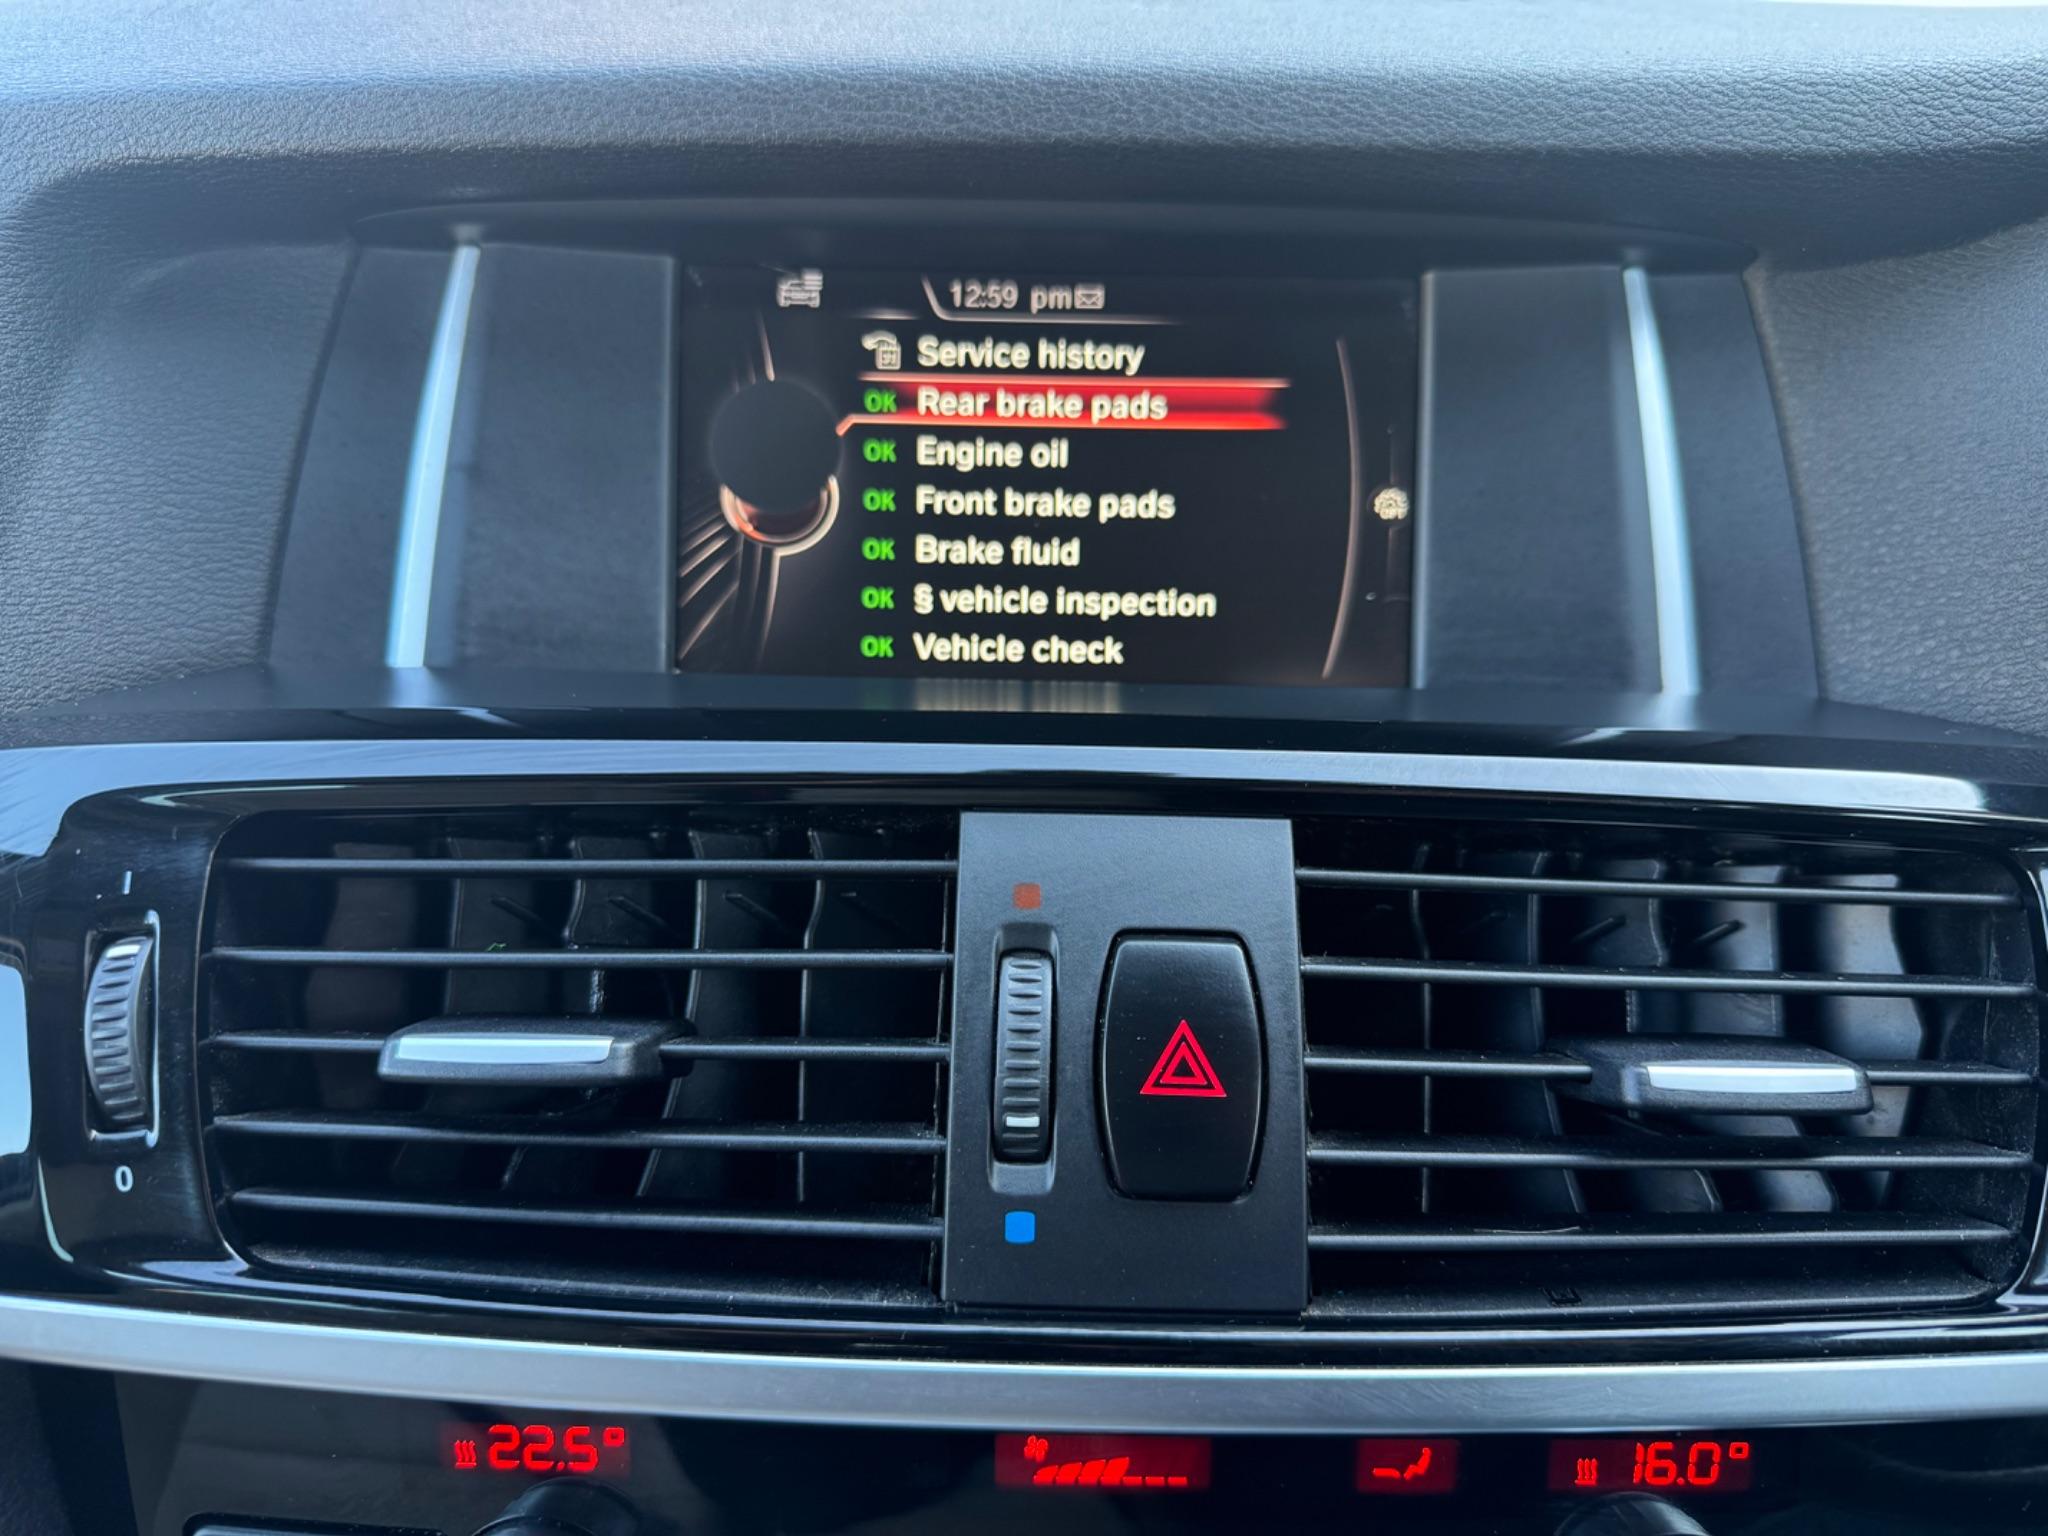 12:59 pm
Service history
OK Rear brake pads
OK Engine oil
OK Front brake pads
OK Brake fluid
OK § vehicle inspection
OK Vehicle check
I
0
22.5°
16.0°